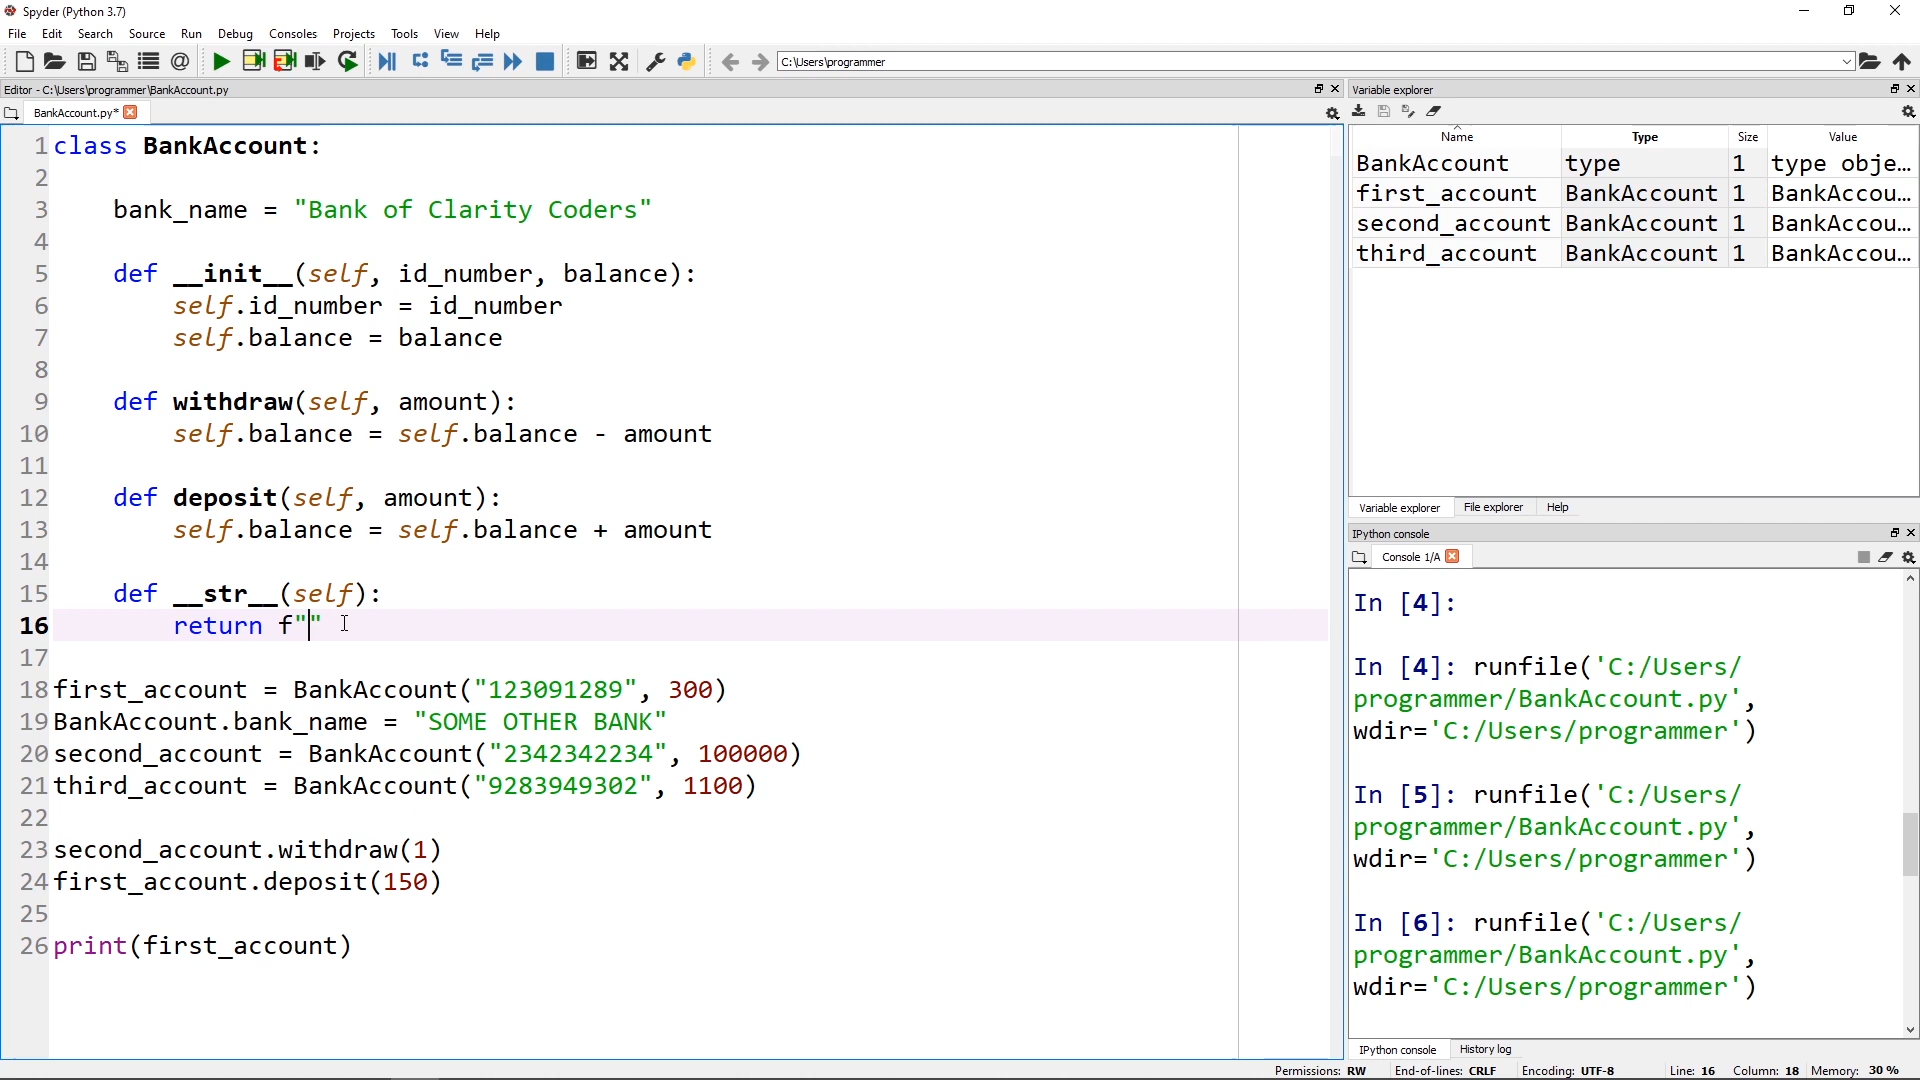 Spyder (Python 3.7)
File Edit Search Source Run Debug Consoles Projects Tools View Help
C:\Users\programmer
Editor - C:\Users\programmer\BankAccount.py
BankAccount.py*
1 class BankAccount:
2
3 bank_name = "Bank of Clarity Coders"
4
5 def __init__(self, id_number, balance):
6 self.id_number = id_number
7 self.balance = balance
8
9 def withdraw(self, amount):
10 self.balance = self.balance - amount
11
12 def deposit(self, amount):
13 self.balance = self.balance + amount
14
15 def __str__(self):
16 return f""
17
18 first_account = BankAccount("123091289", 300)
19 BankAccount.bank_name = "SOME OTHER BANK"
20 second_account = BankAccount("2342342234", 100000)
21 third_account = BankAccount("9283949302", 1100)
22
23 second_account.withdraw(1)
24 first_account.deposit(150)
25
26 print(first_account)
Variable explorer
Name Type Size Value
BankAccount type 1 type obje...
first_account BankAccount 1 BankAccou...
second_account BankAccount 1 BankAccou...
third_account BankAccount 1 BankAccou...
Variable explorer File explorer Help
IPython console
Console 1/A
In [4]:
In [4]: runfile('C:/Users/
programmer/BankAccount.py',
wdir='C:/Users/programmer')
In [5]: runfile('C:/Users/
programmer/BankAccount.py',
wdir='C:/Users/programmer')
In [6]: runfile('C:/Users/
programmer/BankAccount.py',
wdir='C:/Users/programmer')
IPython console History log
Permissions: RW End-of-lines: CRLF Encoding: UTF-8 Line: 16 Column: 18 Memory: 30 %